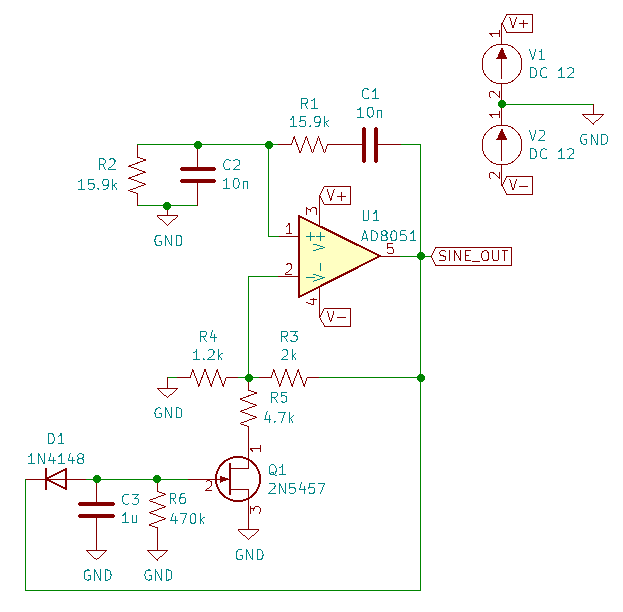 V+
1
V1
DC 12
2
1
GND
V2
DC 12
2
V-
C1
10n
R1
15.9k
R2
15.9k
C2
10n
GND
V+
3
U1
AD8051
1
+
V+
5
SINE_OUT
2
-
V-
4
V-
R4
1.2k
R3
2k
GND
R5
4.7k
D1
1N4148
1
Q1
2N5457
2
3
C3
1u
R6
470k
GND
GND
GND